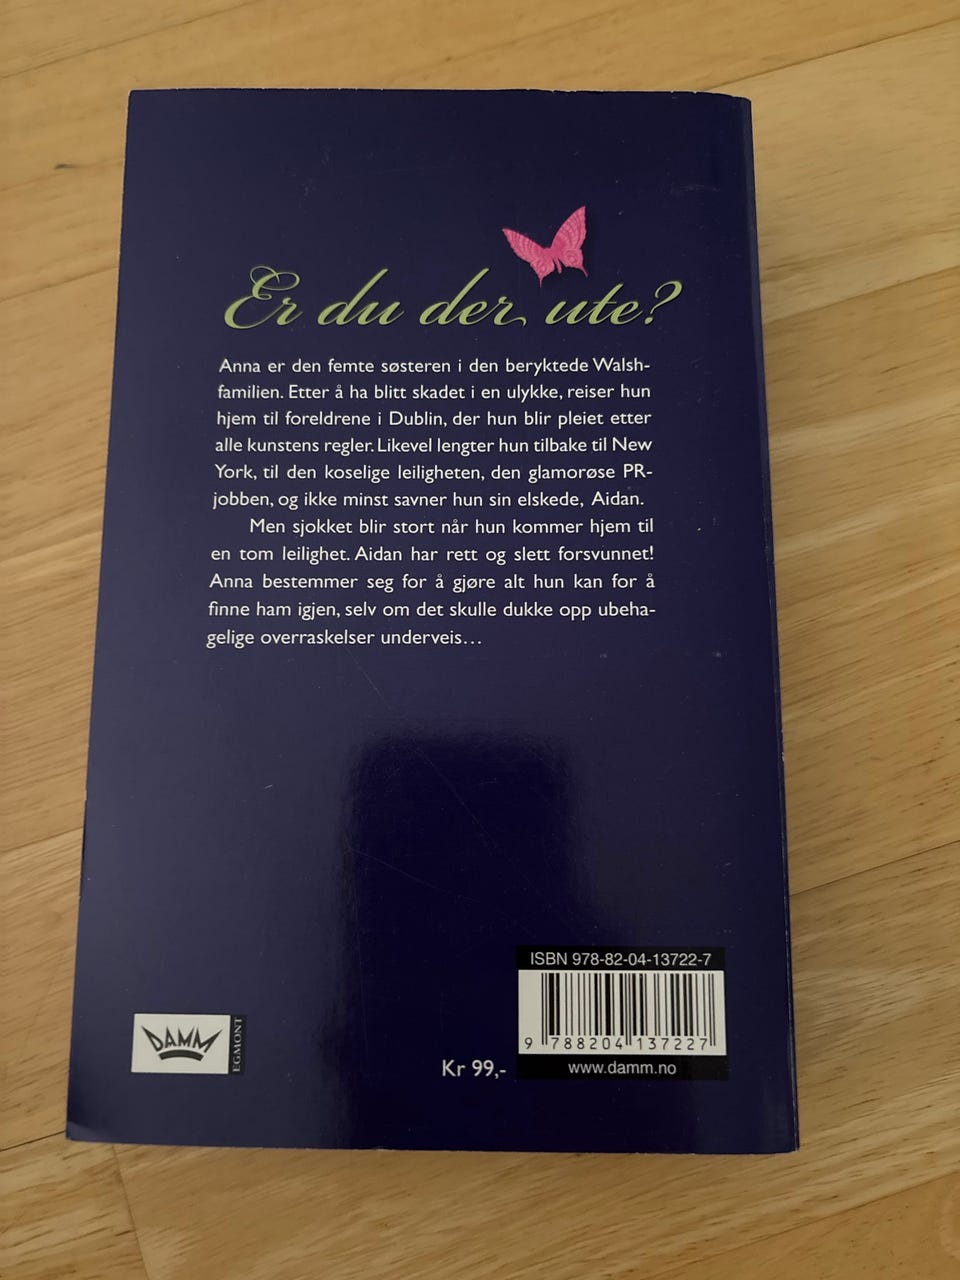 Er du der ute?
Anna er den femte søsteren i den beryktede Walsh-
familien. Etter å ha blitt skadet i en ulykke, reiser hun
hjem til foreldrene i Dublin, der hun blir pleiet etter
alle kunstens regler. Likevel lengter hun tilbake til New
York, til den koselige leiligheten, den glamorøse PR-
jobben, og ikke minst savner hun sin elskede, Aidan.
Men sjokket blir stort når hun kommer hjem til
en tom leilighet. Aidan har rett og slett forsvunnet!
Anna bestemmer seg for å gjøre alt hun kan for å
finne ham igjen, selv om det skulle dukke opp ubeha-
gelige overraskelser underveis...
ISBN 978-82-04-13722-7
9 788204 137227
www.damm.no
Kr 99,-
DAMM
EGMONT